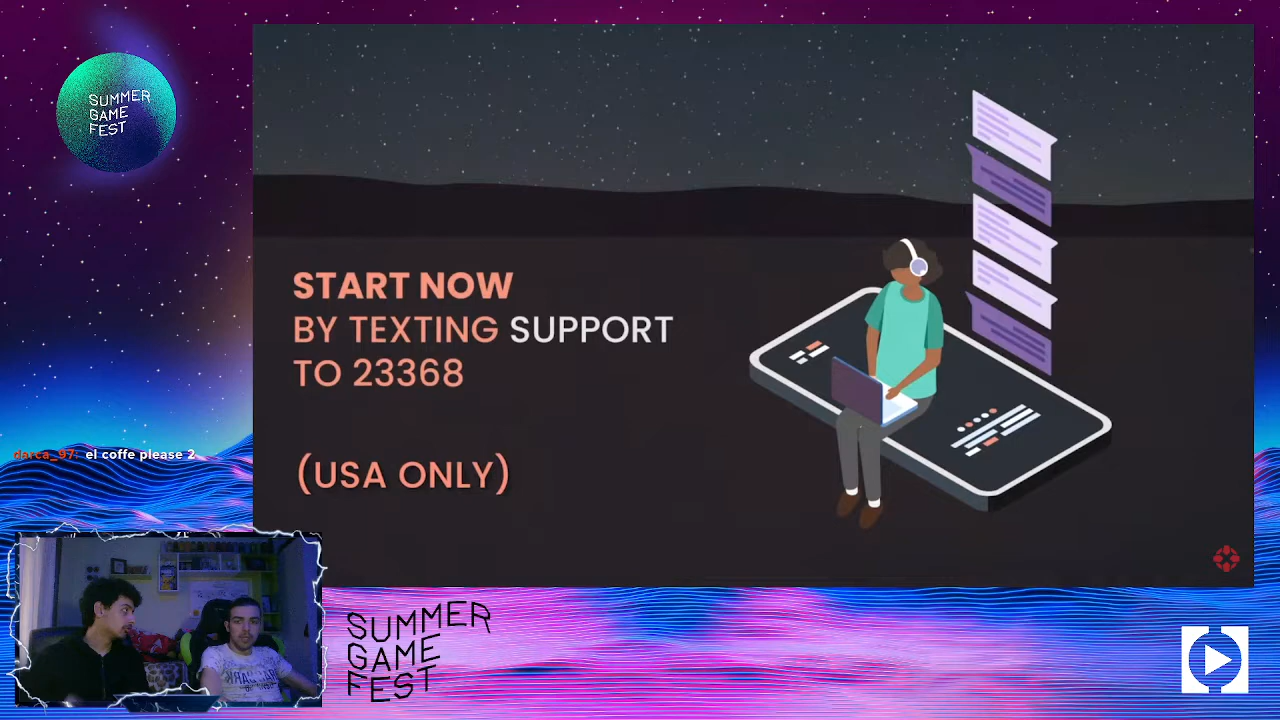 SUMMER
GAME
FEST
START NOW
BY TEXTING SUPPORT
TO 23368
(USA ONLY)
darca_97: el coffe please 2
SUMMER
GAME
FEST